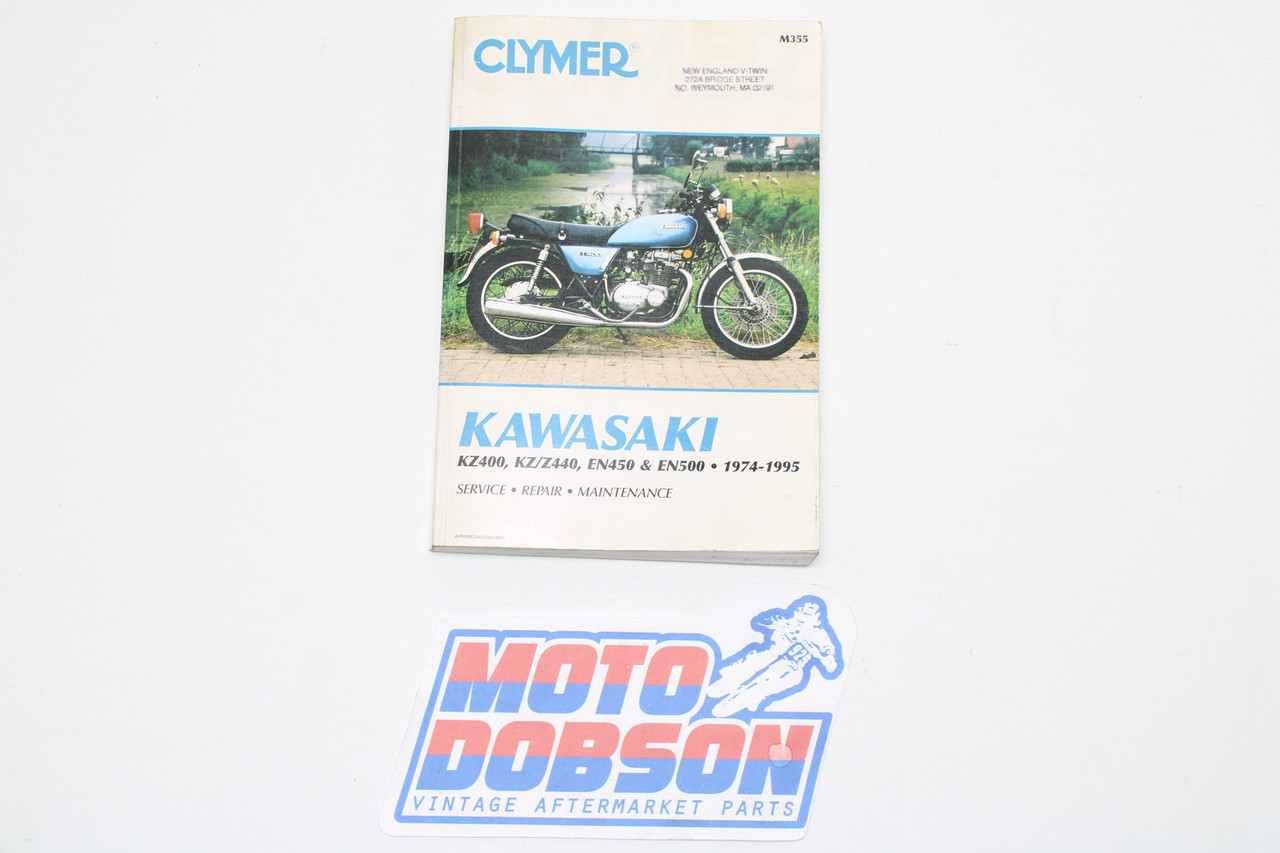 CLYMER®
M355
NEW ENGLAND V-TWIN
272A BRIDGE STREET
NO. WEYMOUTH, MA 02191
KAWASAKI
KZ400, KZ/Z440, EN450 & EN500 • 1974-1995
SERVICE • REPAIR • MAINTENANCE
MOTO
92
DOBSON
VINTAGE AFTERMARKET PARTS